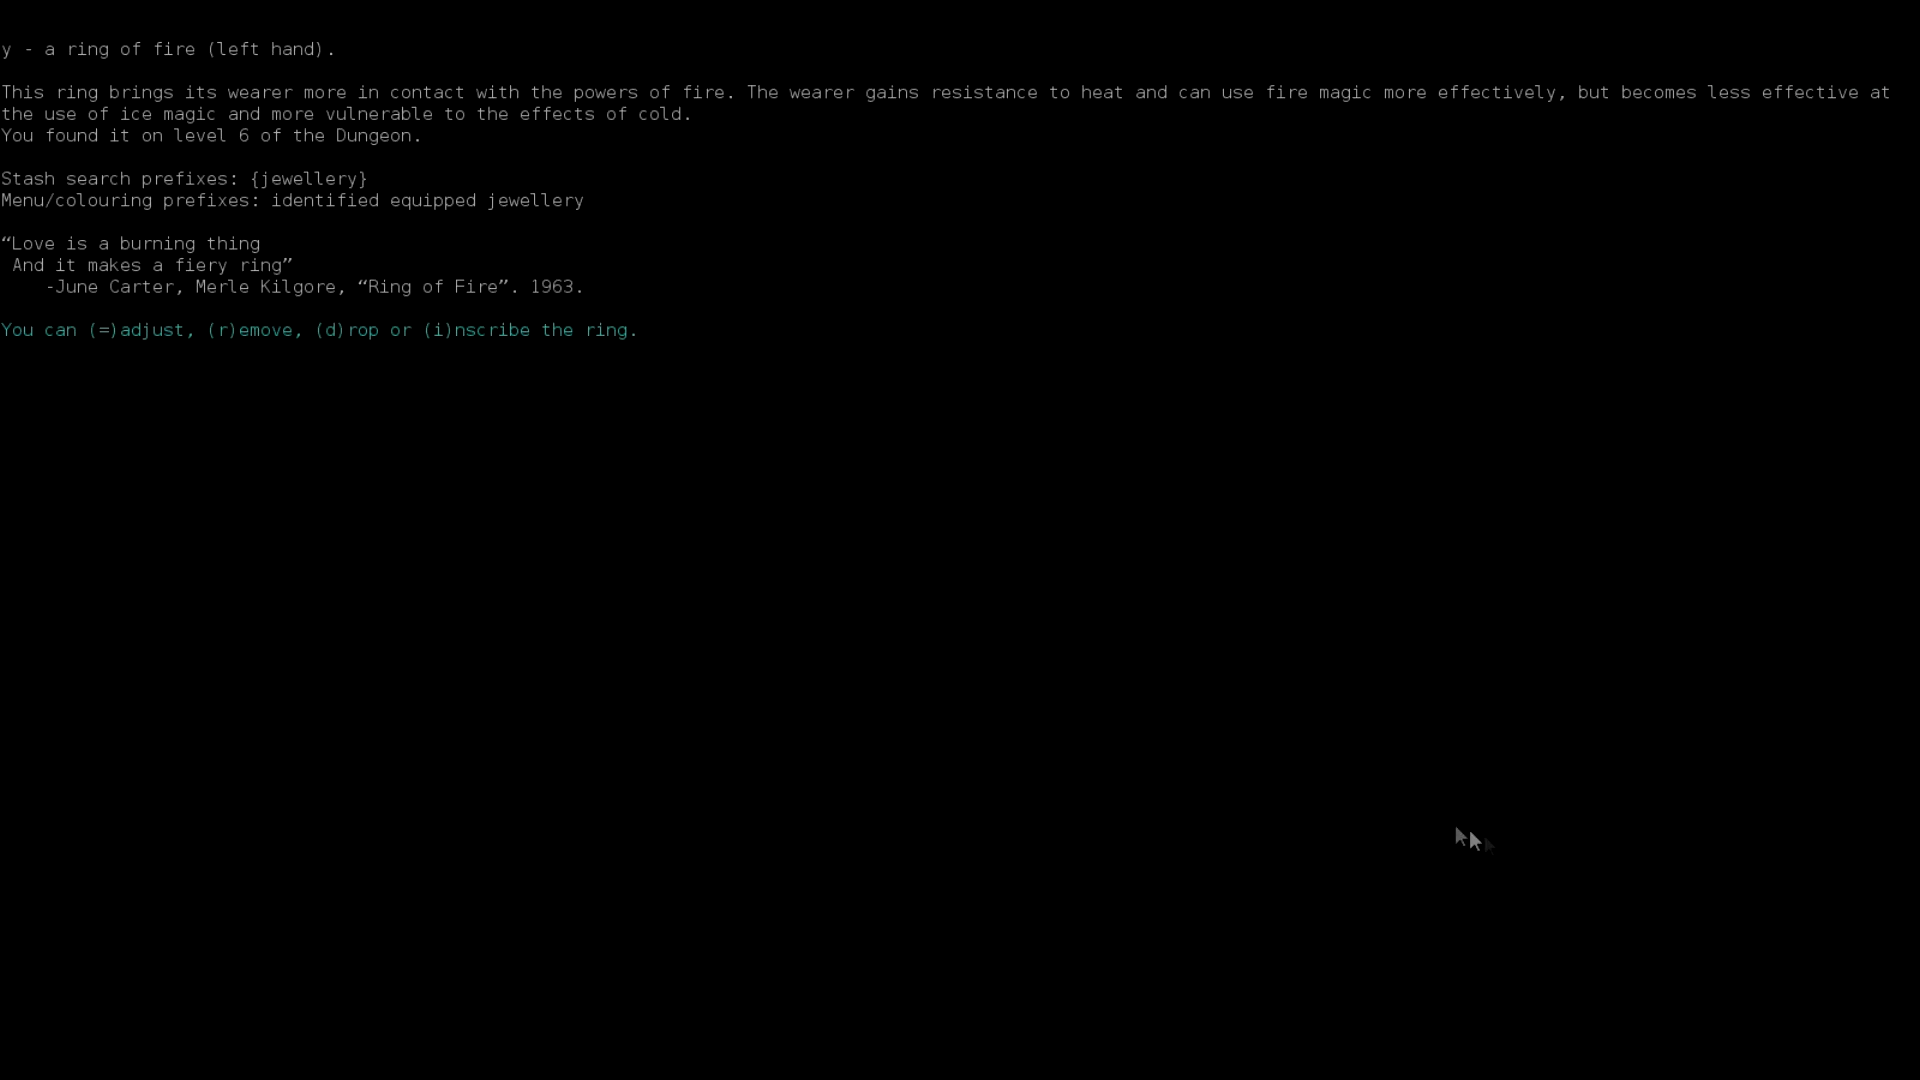 y - a ring of fire (left hand).
This ring brings its wearer more in contact with the powers of fire. The wearer gains resistance to heat and can use fire magic more effectively, but becomes less effective at
the use of ice magic and more vulnerable to the effects of cold.
You found it on level 6 of the Dungeon.
Stash search prefixes: {jewellery}
Menu/colouring prefixes: identified equipped jewellery
“Love is a burning thing
And it makes a fiery ring”
-June Carter, Merle Kilgore, “Ring of Fire”. 1963.
You can (=)adjust, (r)emove, (d)rop or (i)nscribe the ring.